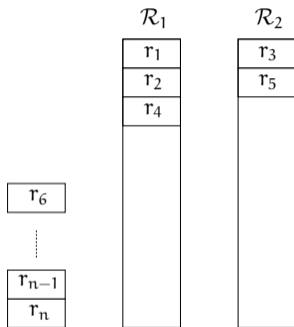 ℛ₁ ℛ₂
r₁ r₃
r₂ r₅
r₄
r₆
rₙ₋₁
rₙ